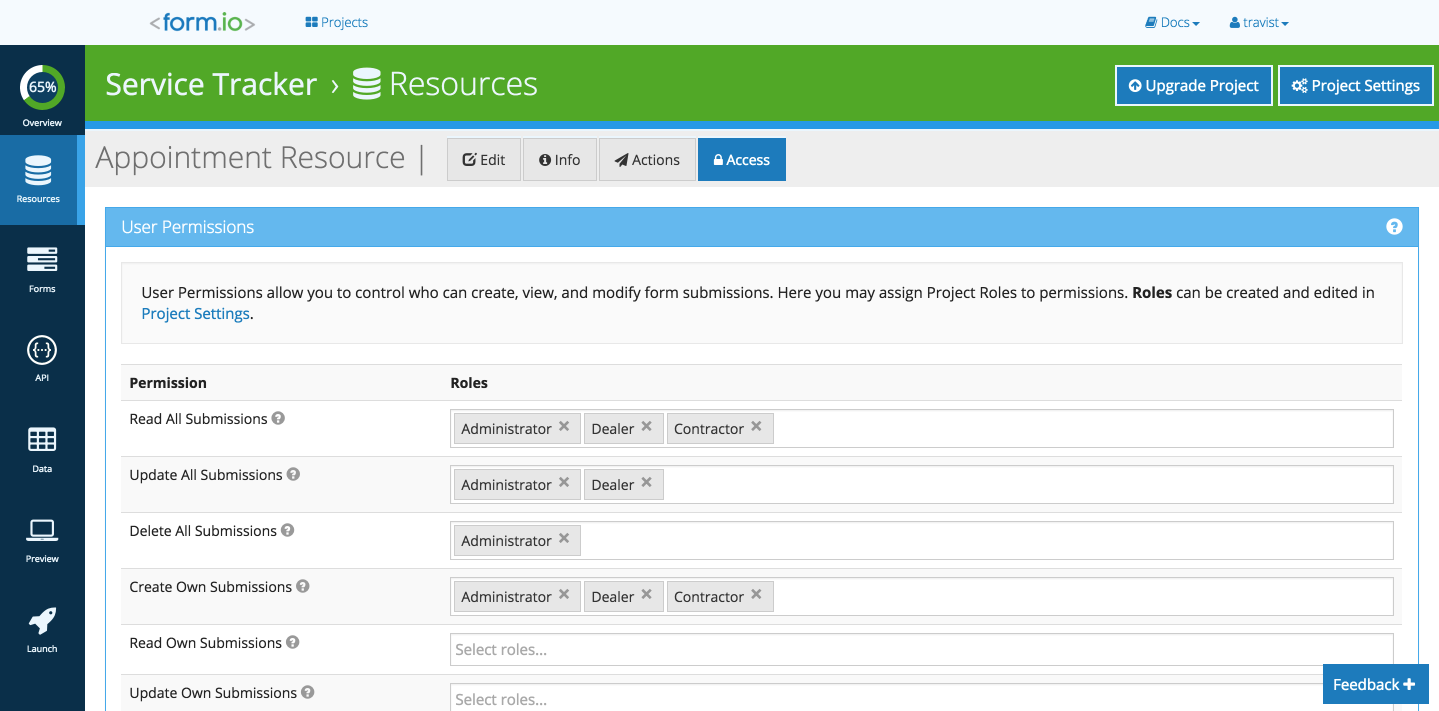 <form.io>
Projects
Docs
travist
65%
Overview
Resources
Forms
API
Data
Preview
Launch
Service Tracker › Resources
Upgrade Project
Project Settings
Appointment Resource |
Edit
Info
Actions
Access
User Permissions
User Permissions allow you to control who can create, view, and modify form submissions. Here you may assign Project Roles to permissions. Roles can be created and edited in
Project Settings.
Permission Roles
Read All Submissions Administrator Dealer Contractor
Update All Submissions Administrator Dealer
Delete All Submissions Administrator
Create Own Submissions Administrator Dealer Contractor
Read Own Submissions Select roles...
Update Own Submissions Select roles...
Feedback